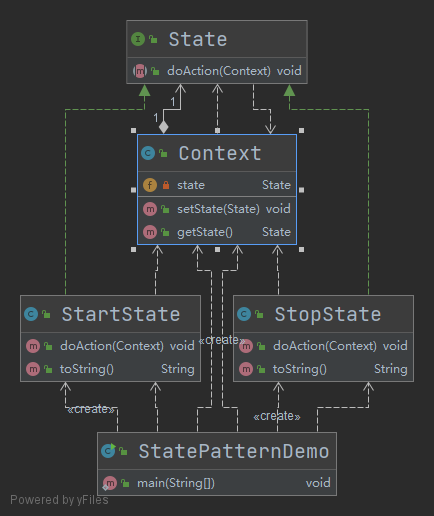 State
doAction(Context) void
1
1
Context
state State
setState(State) void
getState() State
StartState
doAction(Context) void
toString() String
StopState
doAction(Context) void
toString() String
«create»
«create»
«create»
StatePatternDemo
main(String[]) void
Powered by yFiles